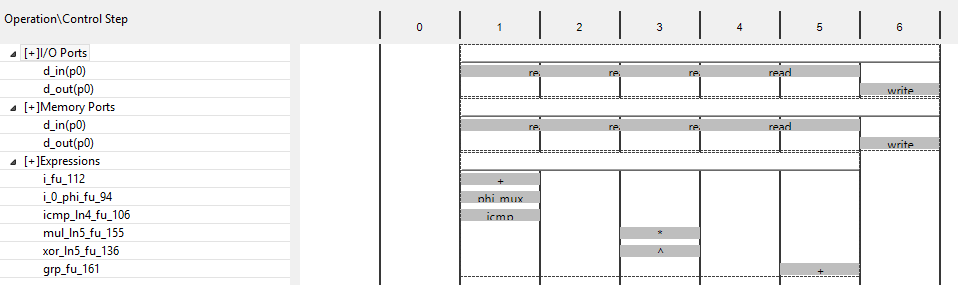 Operation\Control Step 0 1 2 3 4 5 6
[+]I/O Ports
d_in(p0) re re re read
d_out(p0) write
[+]Memory Ports
d_in(p0) re re re read
d_out(p0) write
[+]Expressions
i_fu_112 +
i_0_phi_fu_94 phi_mux
icmp_ln4_fu_106 icmp
mul_ln5_fu_155 *
xor_ln5_fu_136 ^
grp_fu_161 +